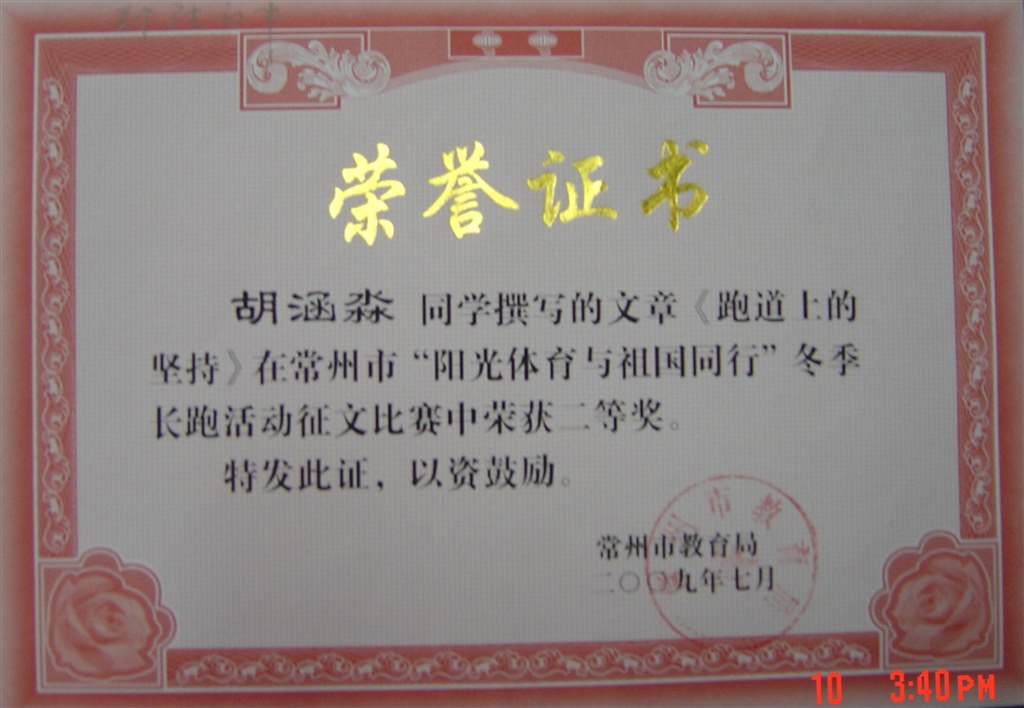 荣誉证书
胡涵淼 同学撰写的文章《跑道上的
坚持》在常州市“阳光体育与祖国同行”冬季
长跑活动征文比赛中荣获二等奖。
特发此证，以资鼓励。
常州市教育局
二〇〇九年七月
10 3:40PM